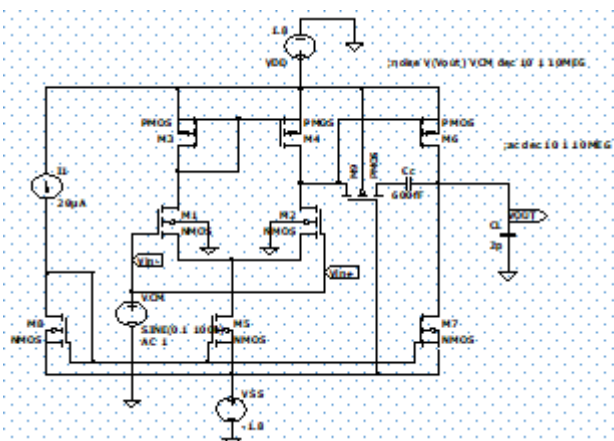 1.8
VDD
;noise V(Vout) VCM dec 10 1 10MEG
PMOS
M3
PMOS
M4
PMOS
M6
;ac dec 10 1 10MEG
I1
20µA
M9
PMOS
Cc
600fF
M1
NMOS
M2
NMOS
VOUT
CL
2p
Vin-
Vin+
VCM
SINE(0.1 100
AC 1
M8
NMOS
M5
NMOS
M7
NMOS
VSS
-1.8